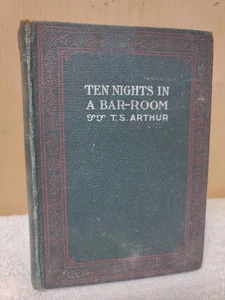 TEN NIGHTS IN
A BAR-ROOM
T. S. ARTHUR